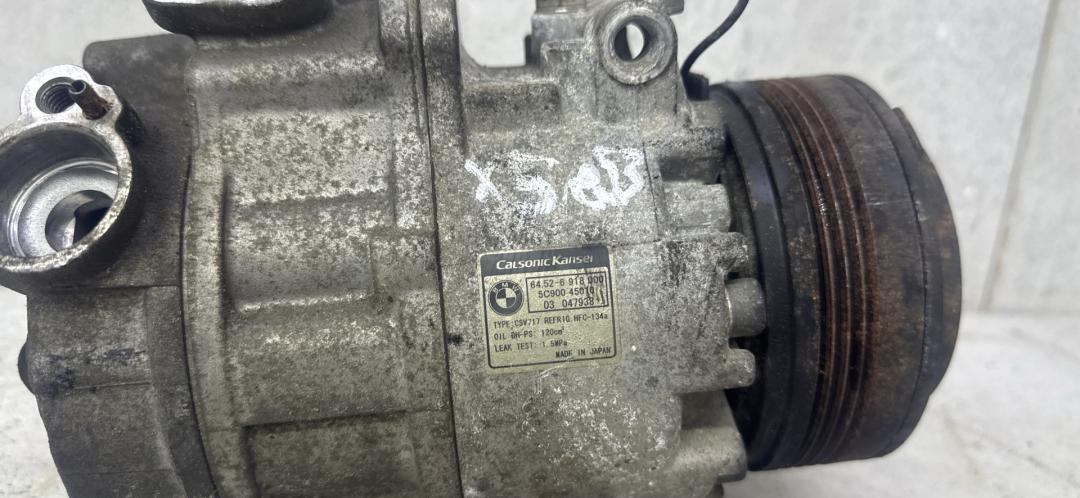 X5
Calsonic Kansei
BMW
64.52-6 918 000
5C900 45010
03 047938
TYPE; CSV717 REFRIG. HFC-134a
OIL DH-PS: 120cm³
LEAK TEST: 1.5MPa
MADE IN JAPAN